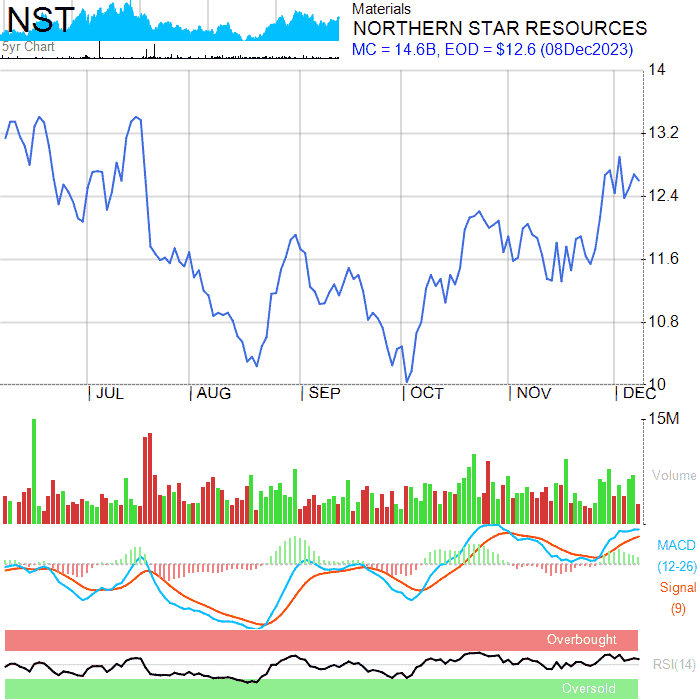 NST
5yr Chart
Materials
NORTHERN STAR RESOURCES
MC = 14.6B, EOD = $12.6 (08Dec2023)
14
13.2
12.4
11.6
10.8
10
JUL AUG SEP OCT NOV DEC
15M
Volume
MACD
(12-26)
Signal
(9)
Overbought
RSI(14)
Oversold